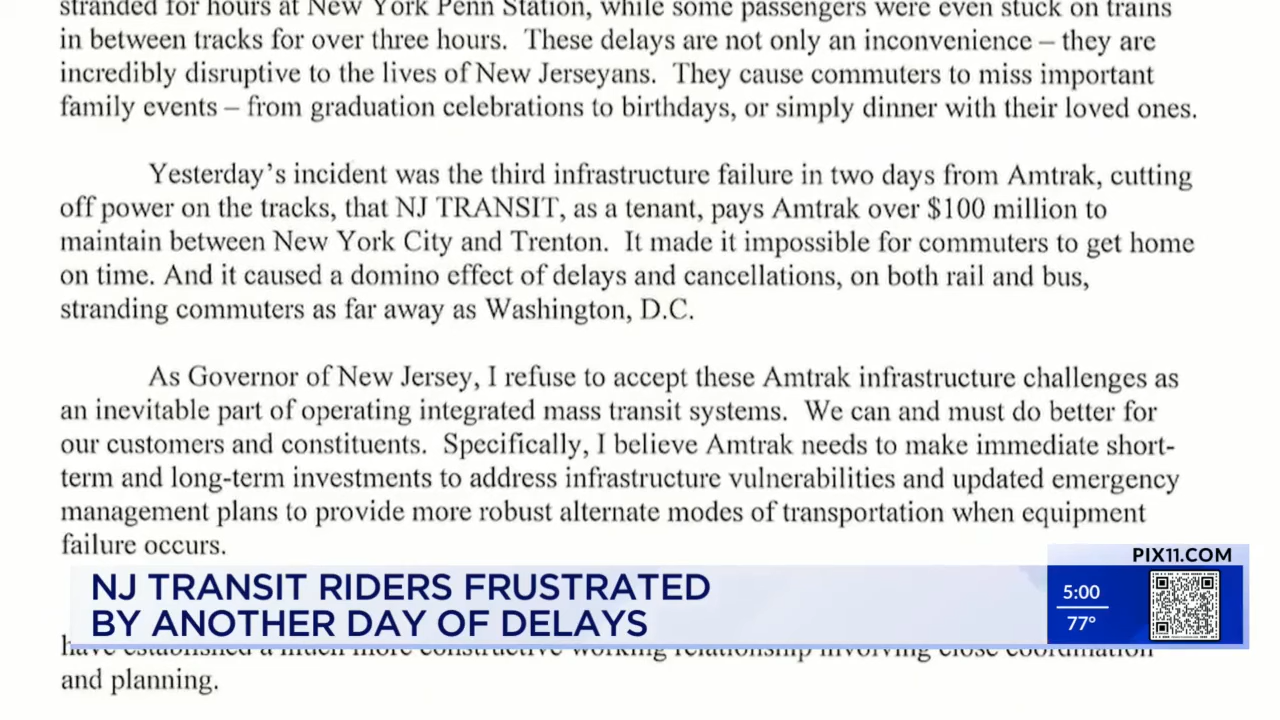 stranded for hours at New York Penn Station, while some passengers were even stuck on trains
in between tracks for over three hours.  These delays are not only an inconvenience – they are
incredibly disruptive to the lives of New Jerseyans.  They cause commuters to miss important
family events – from graduation celebrations to birthdays, or simply dinner with their loved ones.
Yesterday’s incident was the third infrastructure failure in two days from Amtrak, cutting
off power on the tracks, that NJ TRANSIT, as a tenant, pays Amtrak over $100 million to
maintain between New York City and Trenton.  It made it impossible for commuters to get home
on time. And it caused a domino effect of delays and cancellations, on both rail and bus,
stranding commuters as far away as Washington, D.C.
As Governor of New Jersey, I refuse to accept these Amtrak infrastructure challenges as
an inevitable part of operating integrated mass transit systems.  We can and must do better for
our customers and constituents.  Specifically, I believe Amtrak needs to make immediate short-
term and long-term investments to address infrastructure vulnerabilities and updated emergency
management plans to provide more robust alternate modes of transportation when equipment
failure occurs.
have established a much more constructive working relationship involving close coordination
and planning.
NJ TRANSIT RIDERS FRUSTRATED
BY ANOTHER DAY OF DELAYS
PIX11.COM
5:00
77°